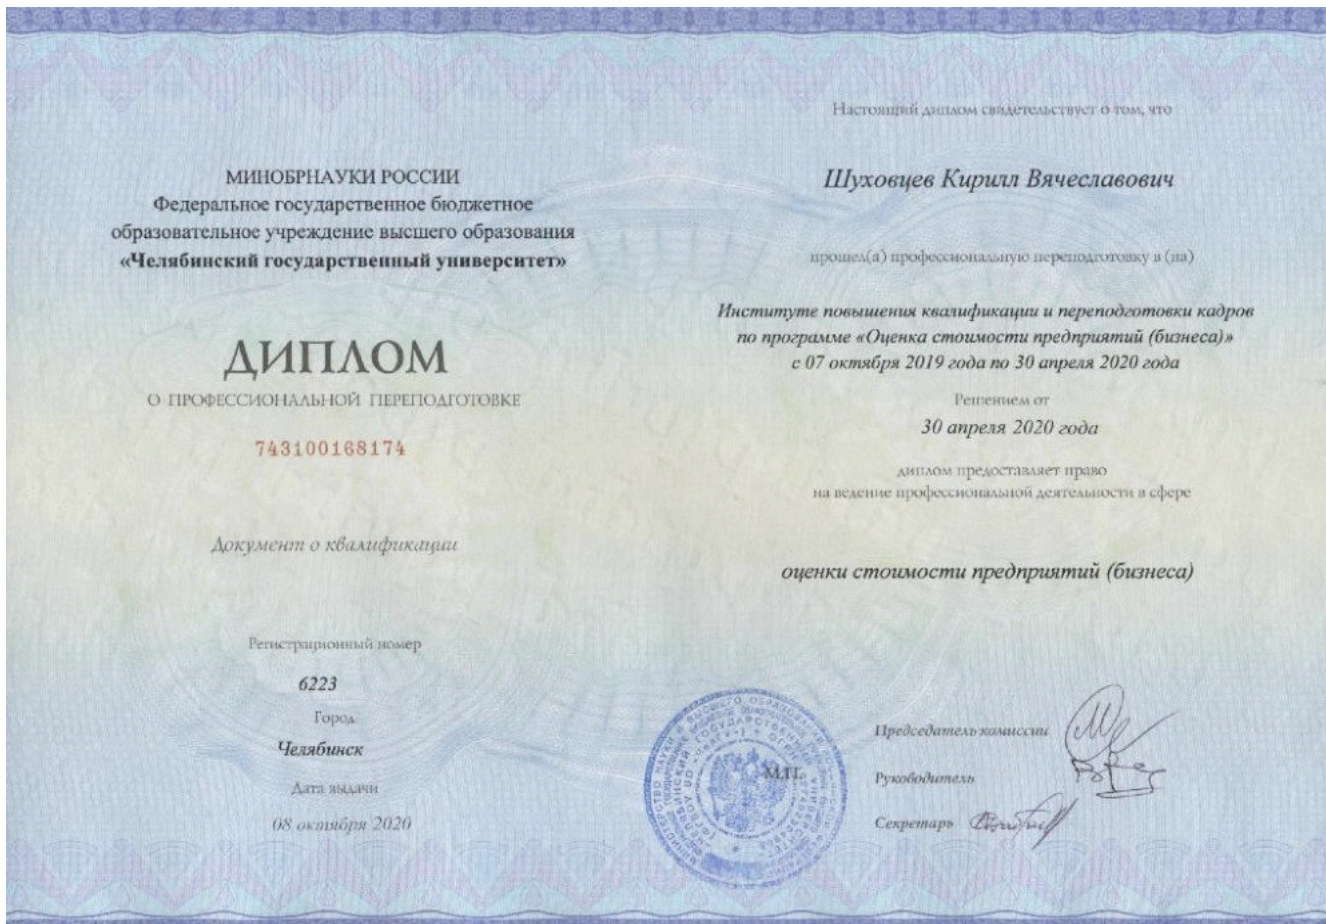 МИНОБРНАУКИ РОССИИ
Федеральное государственное бюджетное
образовательное учреждение высшего образования
«Челябинский государственный университет»
ДИПЛОМ
О ПРОФЕССИОНАЛЬНОЙ ПЕРЕПОДГОТОВКЕ
743100168174
Документ о квалификации
Регистрационный номер
6223
Город
Челябинск
Дата выдачи
08 октября 2020
Настоящий диплом свидетельствует о том, что
Шуховцев Кирилл Вячеславович
прошел(а) профессиональную переподготовку в (на)
Институте повышения квалификации и переподготовки кадров
по программе «Оценка стоимости предприятий (бизнеса)»
с 07 октября 2019 года по 30 апреля 2020 года
Решением от
30 апреля 2020 года
диплом предоставляет право
на ведение профессиональной деятельности в сфере
оценки стоимости предприятий (бизнеса)
Председатель комиссии
М.П.
Руководитель
Секретарь